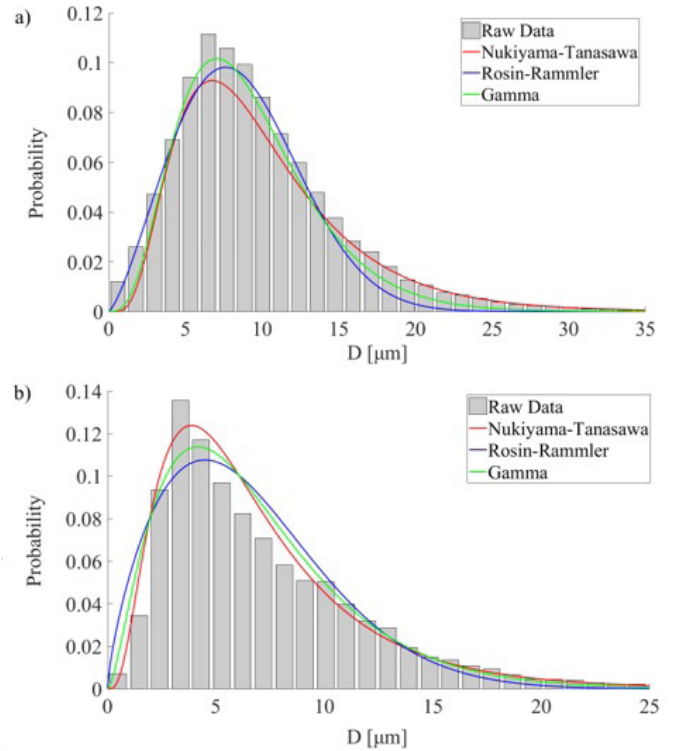 a)
0.12
0.1
0.08
0.06
0.04
0.02
0
Probability
Raw Data
Nukiyama-Tanasawa
Rosin-Rammler
Gamma
0 5 10 15 20 25 30 35
D [μm]
b)
0.14
0.12
0.1
0.08
0.06
0.04
0.02
0
Probability
Raw Data
Nukiyama-Tanasawa
Rosin-Rammler
Gamma
0 5 10 15 20 25
D [μm]